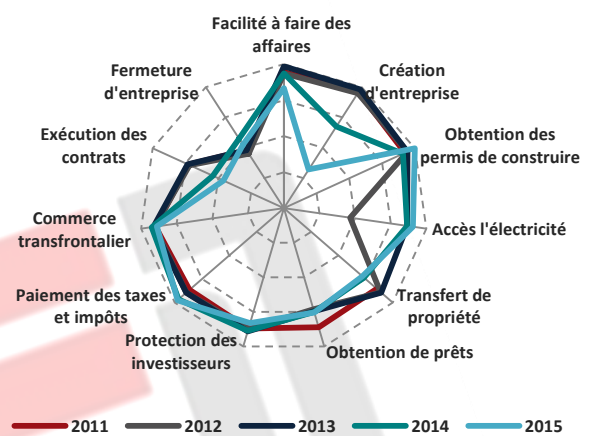 Facilité à faire des
affaires
Création
d'entreprise
Obtention des
permis de construire
Accès l'électricité
Transfert de
propriété
Obtention de prêts
Protection des
investisseurs
Paiement des taxes
et impôts
Commerce
transfrontalier
Exécution des
contrats
Fermeture
d'entreprise
2011 2012 2013 2014 2015